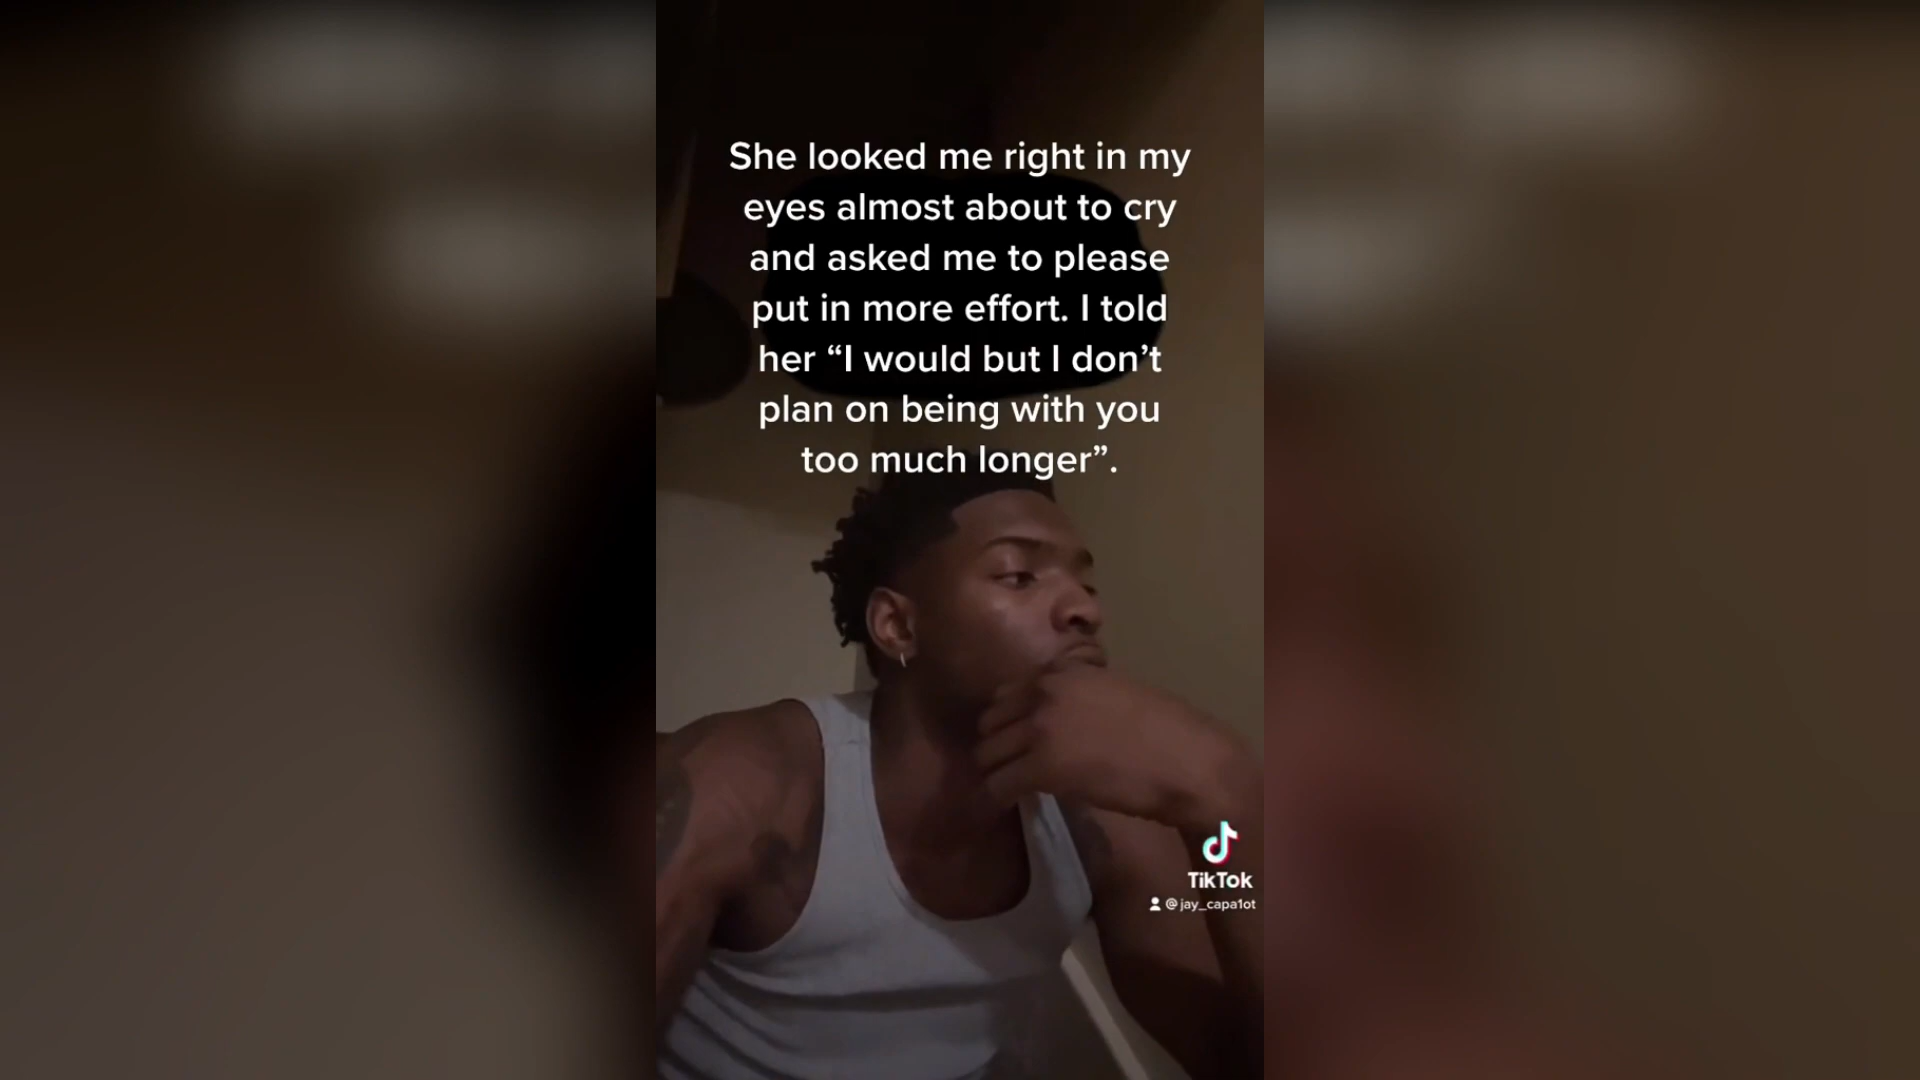 She looked me right in my
eyes almost about to cry
and asked me to please
put in more effort. I told
her “I would but I don’t
plan on being with you
too much longer”.
TikTok
@jay_capa1ot